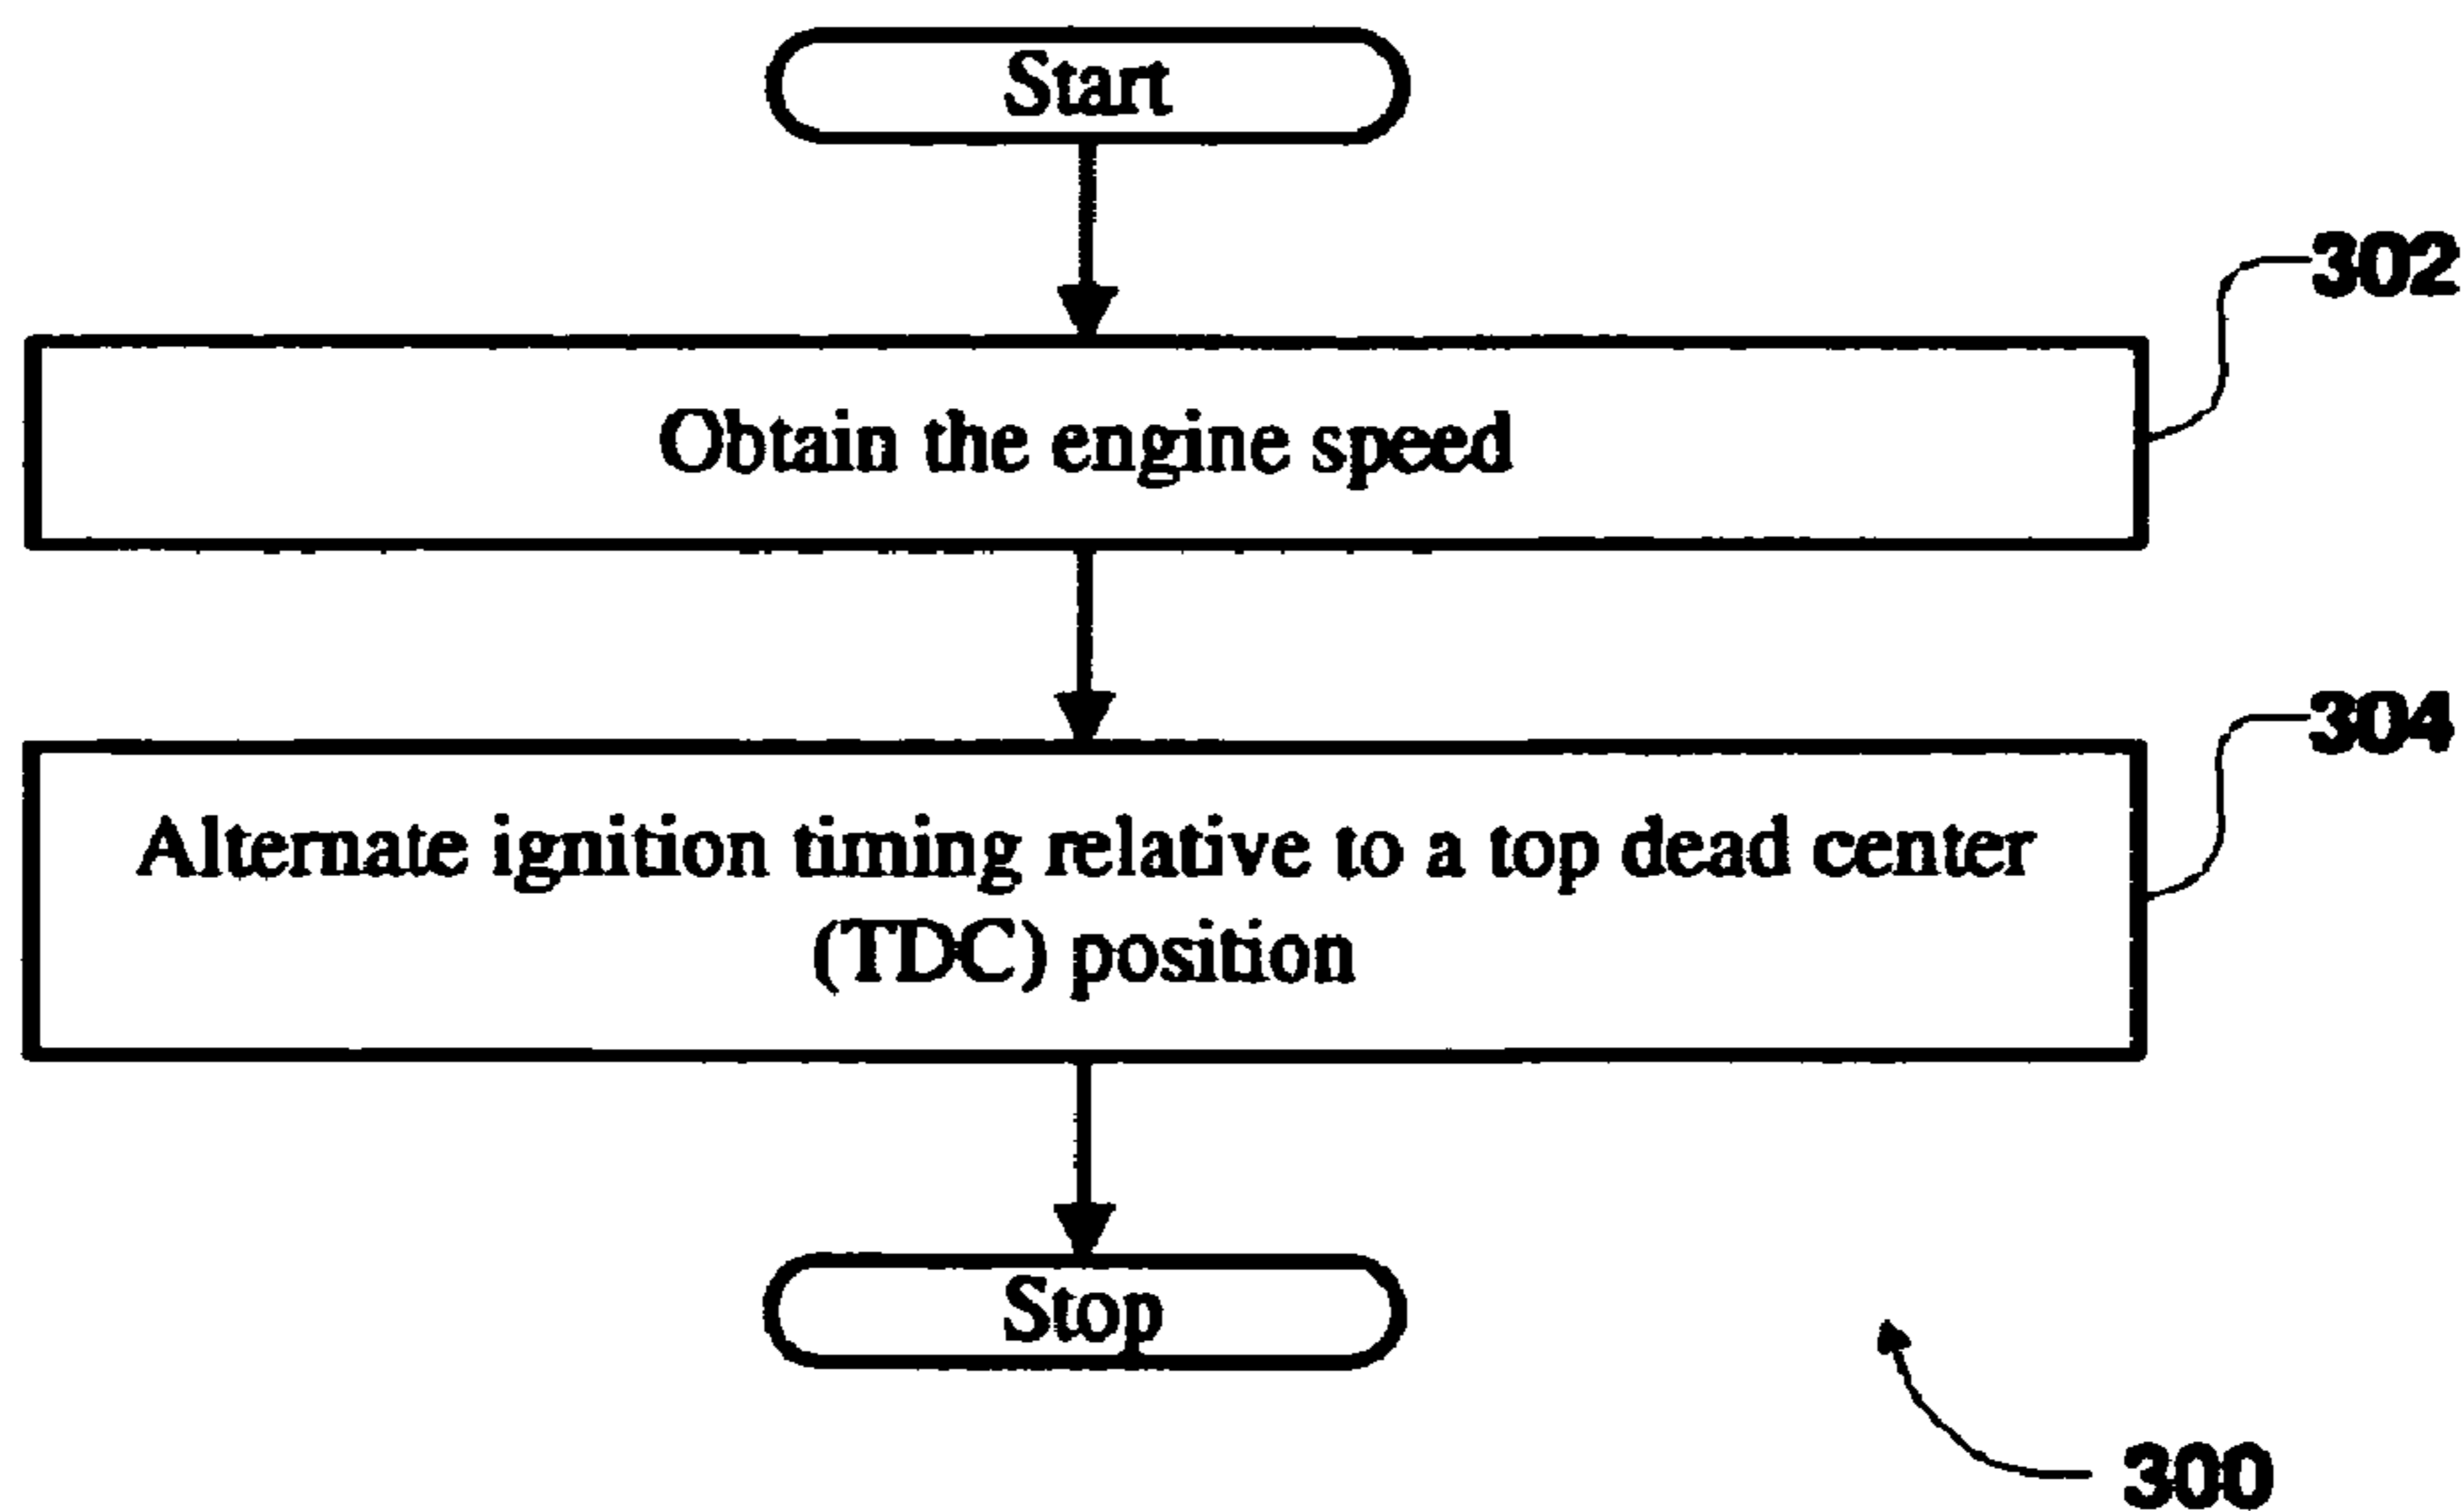 Start
302
Obtain the engine speed
304
Alternate ignition timing relative to a top dead center
(TDC) position
Stop
300